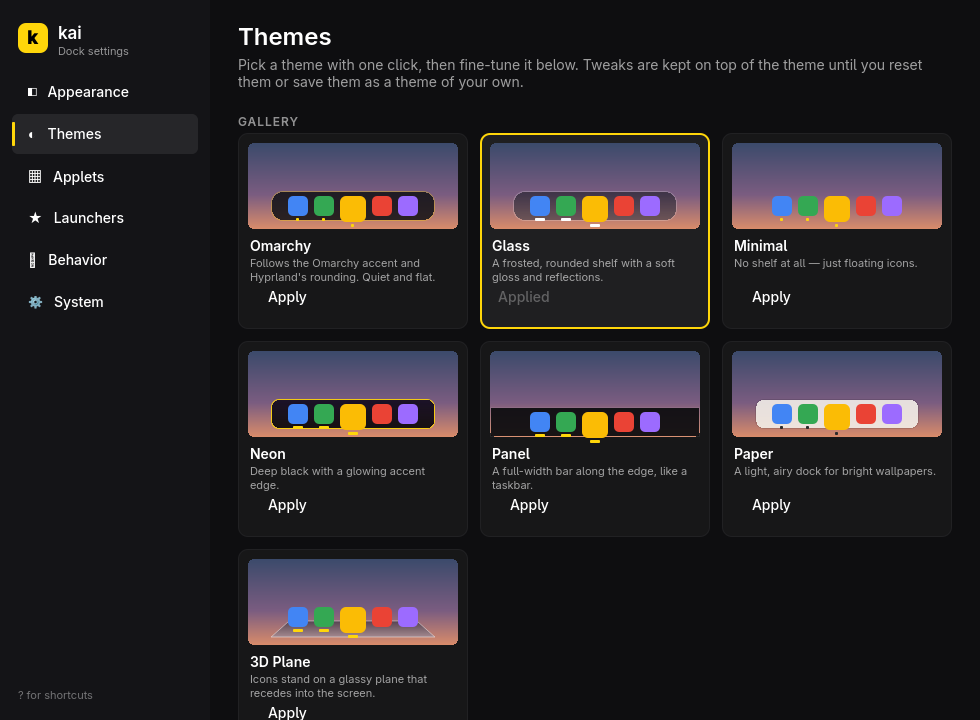 k
kai
Dock settings
Appearance
Themes
Applets
Launchers
Behavior
System
? for shortcuts
Themes
Pick a theme with one click, then fine-tune it below. Tweaks are kept on top of the theme until you reset
them or save them as a theme of your own.
GALLERY
Omarchy
Follows the Omarchy accent and
Hyprland's rounding. Quiet and flat.
Apply
Glass
A frosted, rounded shelf with a soft
gloss and reflections.
Applied
Minimal
No shelf at all — just floating icons.
Apply
Neon
Deep black with a glowing accent
edge.
Apply
Panel
A full-width bar along the edge, like a
taskbar.
Apply
Paper
A light, airy dock for bright wallpapers.
Apply
3D Plane
Icons stand on a glassy plane that
recedes into the screen.
Apply